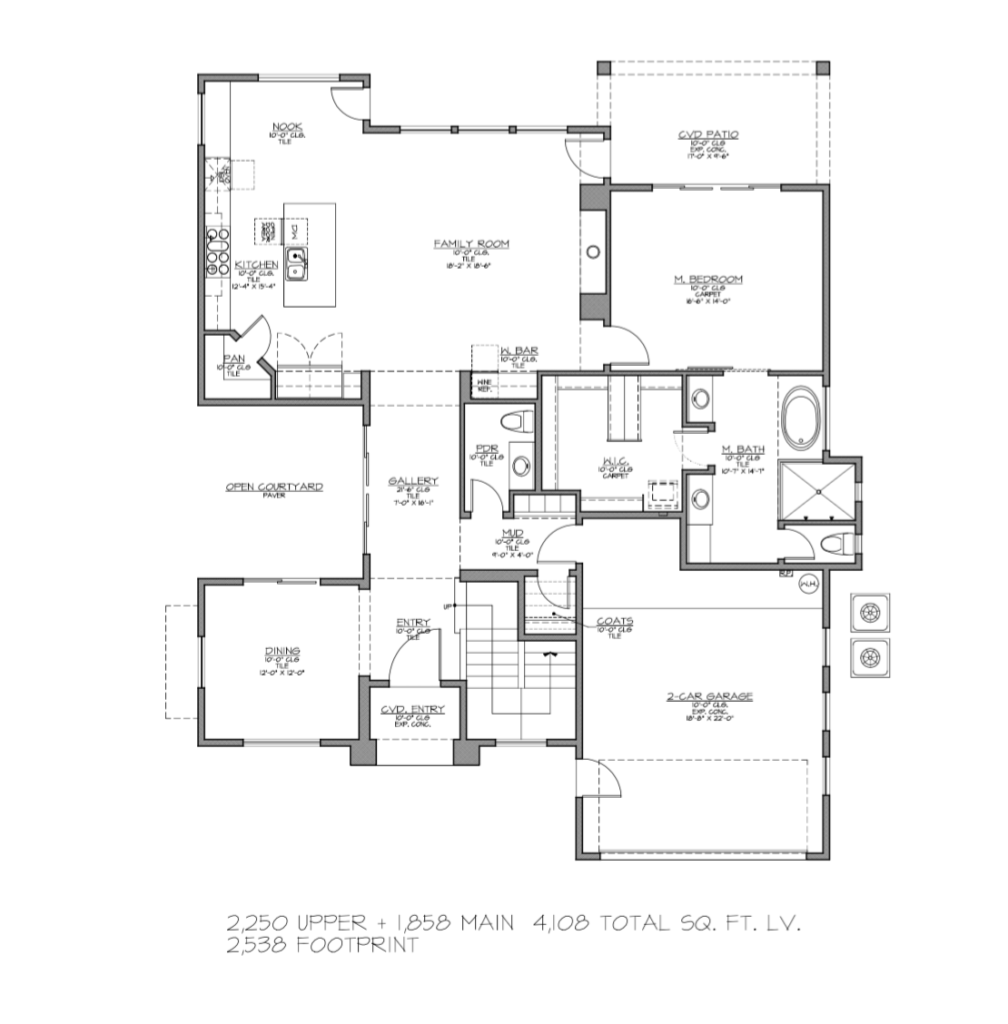 NOOK
10'-0" CLG.
TILE
CVD PATIO
10'-0" CLG
EXP. CONC.
17'-0" X 9'-6"
DW
FAMILY ROOM
10'-0" CLG.
TILE
18'-2" X 18'-6"
KITCHEN
10'-0" CLG.
TILE
12'-4" X 15'-4"
M. BEDROOM
10'-0" CLG
CARPET
16'-6" X 14'-0"
PAN
10'-0" CLG
TILE
W. BAR
10'-0" CLG.
TILE
WINE
REF.
PDR
10'-0" CLG
TILE
W.I.C.
10'-0" CLG
CARPET
M. BATH
10'-0" CLG
TILE
10'-7" X 14'-7"
OPEN COURTYARD
PAVER
GALLERY
21'-6" CLG
TILE
7'-0" X 16'-1"
MUD
10'-0" CLG
TILE
9'-0" X 4'-0"
R.P.
W.H.
UP
ENTRY
10'-0" CLG
TILE
COATS
10'-0" CLG
TILE
DINING
10'-0" CLG
TILE
12'-0" X 12'-0"
CVD. ENTRY
10'-0" CLG
EXP. CONC.
2-CAR GARAGE
10'-0" CLG.
EXP. CONC.
18'-8" X 22'-0"
2,250 UPPER + 1,858 MAIN 4,108 TOTAL SQ. FT. LV.
2,538 FOOTPRINT